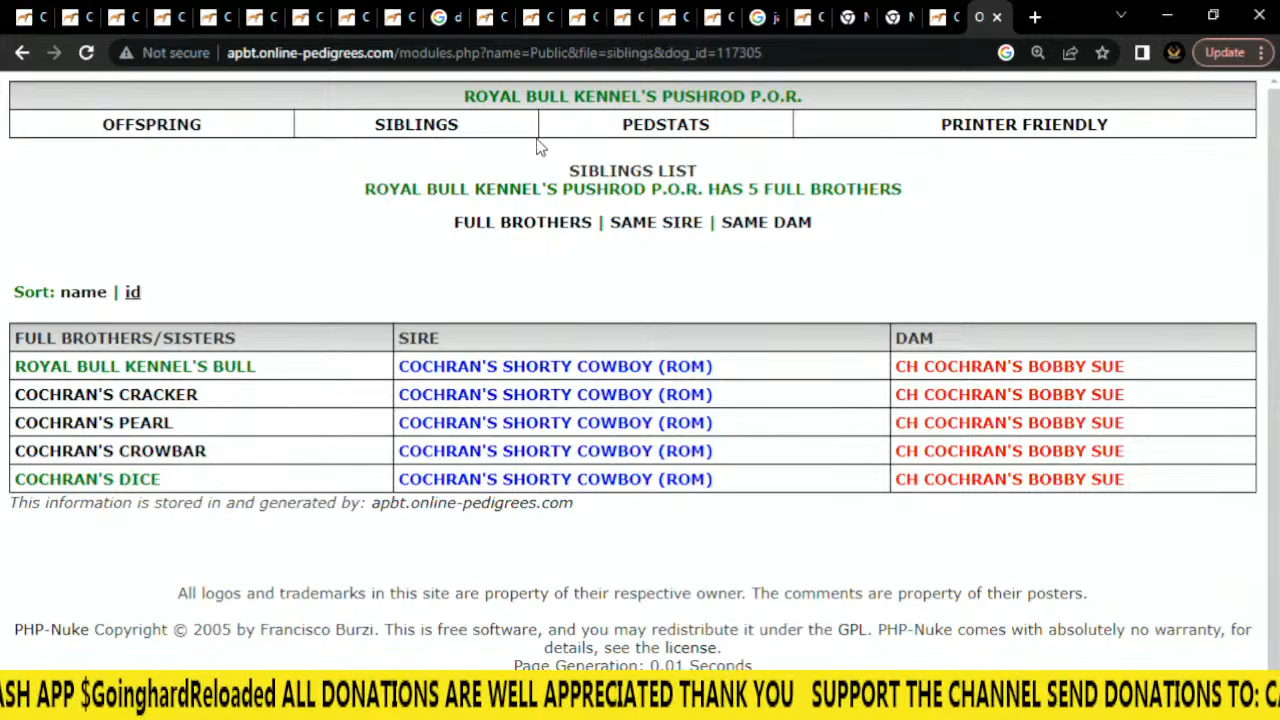 Not secure | apbt.online-pedigrees.com/modules.php?name=Public&file=siblings&dog_id=117305
Update
ROYAL BULL KENNEL'S PUSHROD P.O.R.
OFFSPRING SIBLINGS PEDSTATS PRINTER FRIENDLY
SIBLINGS LIST
ROYAL BULL KENNEL'S PUSHROD P.O.R. HAS 5 FULL BROTHERS
FULL BROTHERS | SAME SIRE | SAME DAM
Sort: name | id
FULL BROTHERS/SISTERS SIRE DAM
ROYAL BULL KENNEL'S BULL COCHRAN'S SHORTY COWBOY (ROM) CH COCHRAN'S BOBBY SUE
COCHRAN'S CRACKER COCHRAN'S SHORTY COWBOY (ROM) CH COCHRAN'S BOBBY SUE
COCHRAN'S PEARL COCHRAN'S SHORTY COWBOY (ROM) CH COCHRAN'S BOBBY SUE
COCHRAN'S CROWBAR COCHRAN'S SHORTY COWBOY (ROM) CH COCHRAN'S BOBBY SUE
COCHRAN'S DICE COCHRAN'S SHORTY COWBOY (ROM) CH COCHRAN'S BOBBY SUE
This information is stored in and generated by: apbt.online-pedigrees.com
All logos and trademarks in this site are property of their respective owner. The comments are property of their posters.
PHP-Nuke Copyright © 2005 by Francisco Burzi. This is free software, and you may redistribute it under the GPL. PHP-Nuke comes with absolutely no warranty, for
details, see the license.
Page Generation: 0.01 Seconds
ASH APP $GoinghardReloaded ALL DONATIONS ARE WELL APPRECIATED THANK YOU SUPPORT THE CHANNEL SEND DONATIONS TO: CA